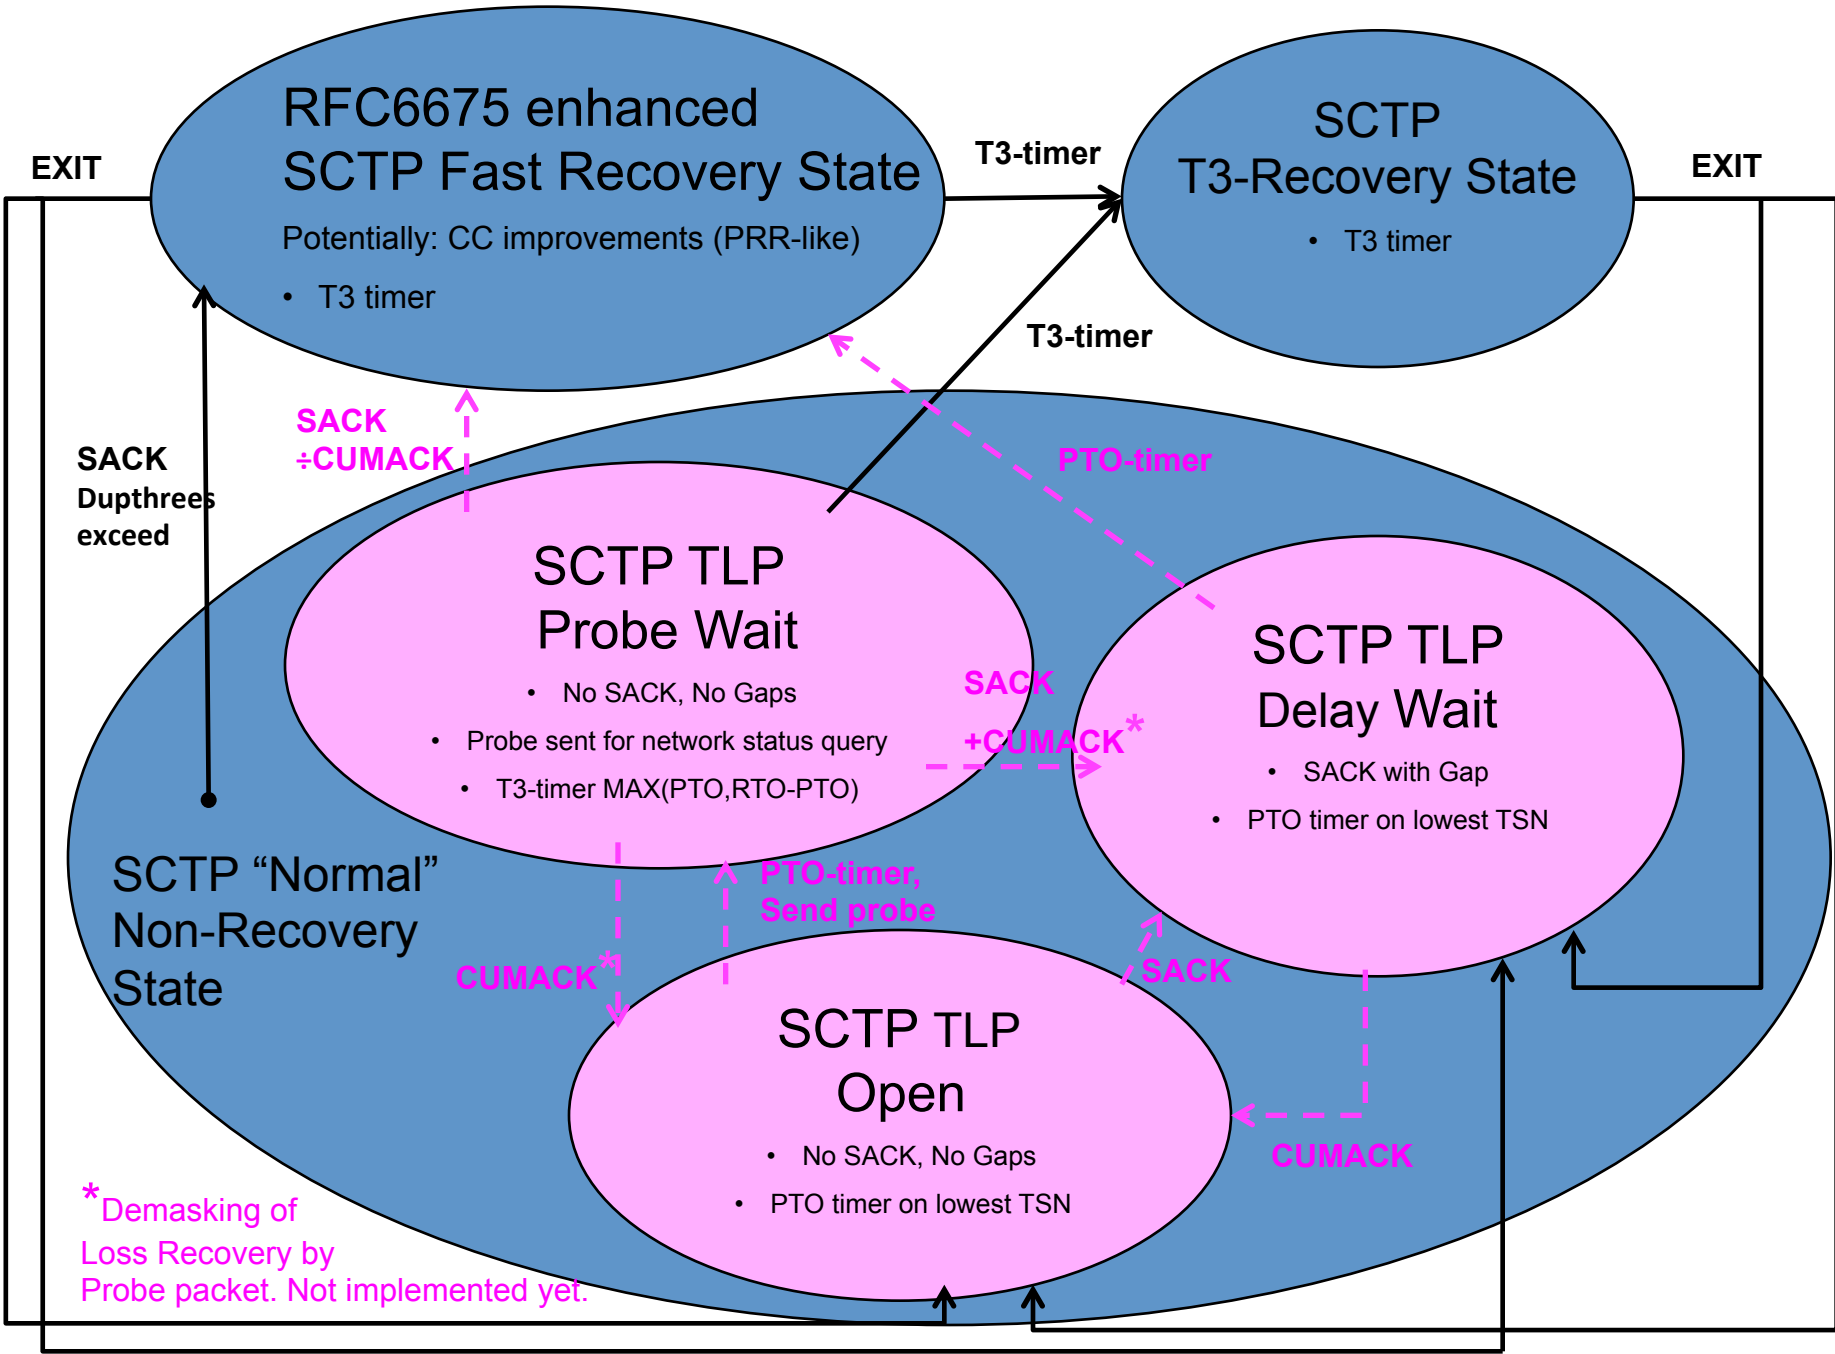 RFC6675 enhanced
SCTP Fast Recovery State
Potentially: CC improvements (PRR-like)
• T3 timer
SCTP
T3-Recovery State
• T3 timer
EXIT
T3-timer
EXIT
T3-timer
SACK
÷CUMACK
PTO-timer
SACK
Dupthrees
exceed
SCTP TLP
Probe Wait
• No SACK, No Gaps
• Probe sent for network status query
• T3-timer MAX(PTO,RTO-PTO)
SACK
+CUMACK*
SCTP TLP
Delay Wait
• SACK with Gap
• PTO timer on lowest TSN
SCTP “Normal”
Non-Recovery
State
PTO-timer,
Send probe
CUMACK*
SACK
SCTP TLP
Open
• No SACK, No Gaps
• PTO timer on lowest TSN
CUMACK
*Demasking of
Loss Recovery by
Probe packet. Not implemented yet.